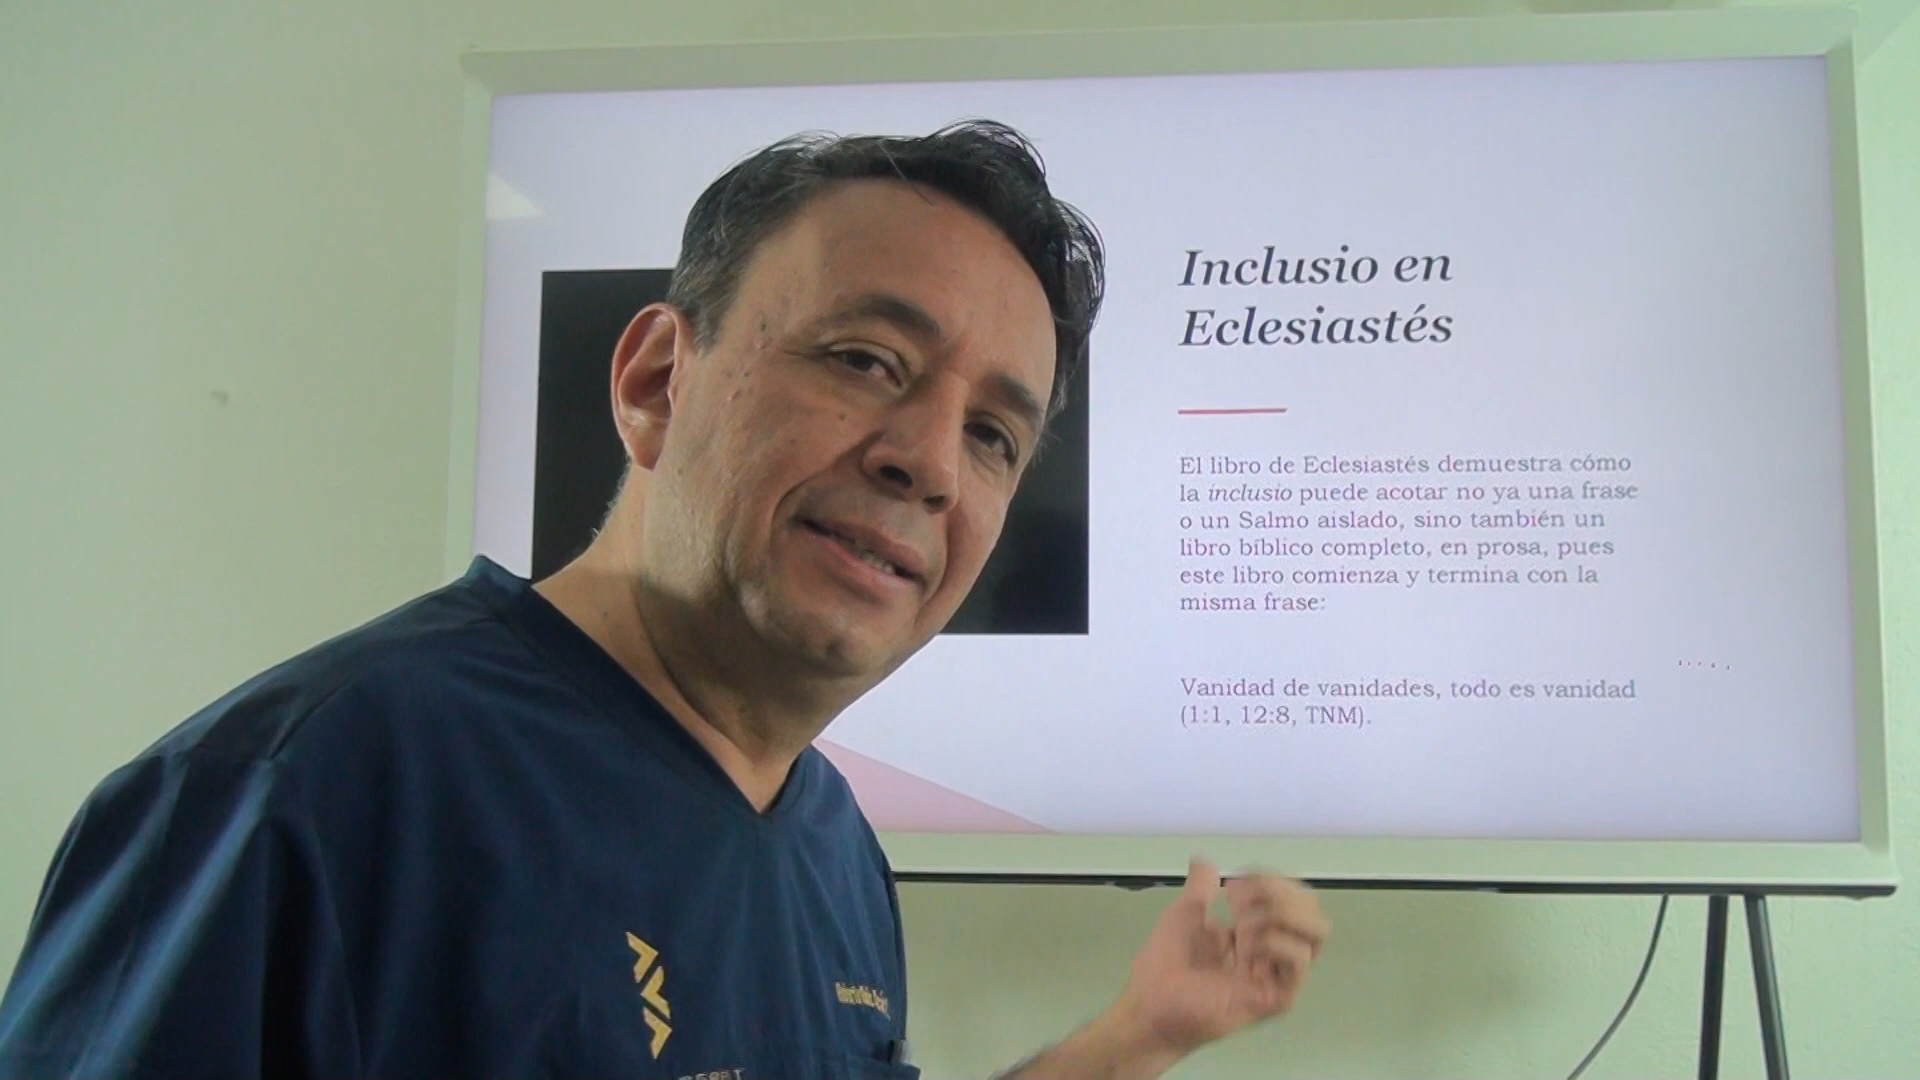 Inclusio en
Eclesiastés
El libro de Eclesiastés demuestra cómo
la inclusio puede acotar no ya una frase
o un Salmo aislado, sino también un
libro bíblico completo, en prosa, pues
este libro comienza y termina con la
misma frase:
Vanidad de vanidades, todo es vanidad
(1:1, 12:8, TNM).